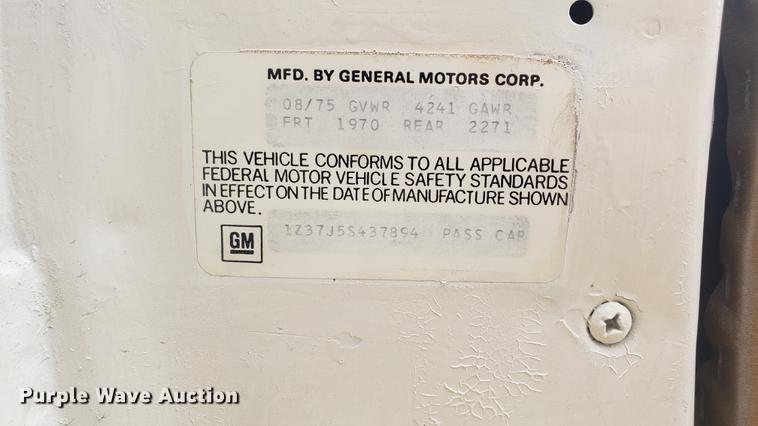 MFD. BY GENERAL MOTORS CORP.
08/75 GVWR 4241 GAWR
FRT 1970 REAR 2271
THIS VEHICLE CONFORMS TO ALL APPLICABLE
FEDERAL MOTOR VEHICLE SAFETY STANDARDS
IN EFFECT ON THE DATE OF MANUFACTURE SHOWN
ABOVE.
GM
1Z37J5S437894 PASS CAR
Purple Wave Auction